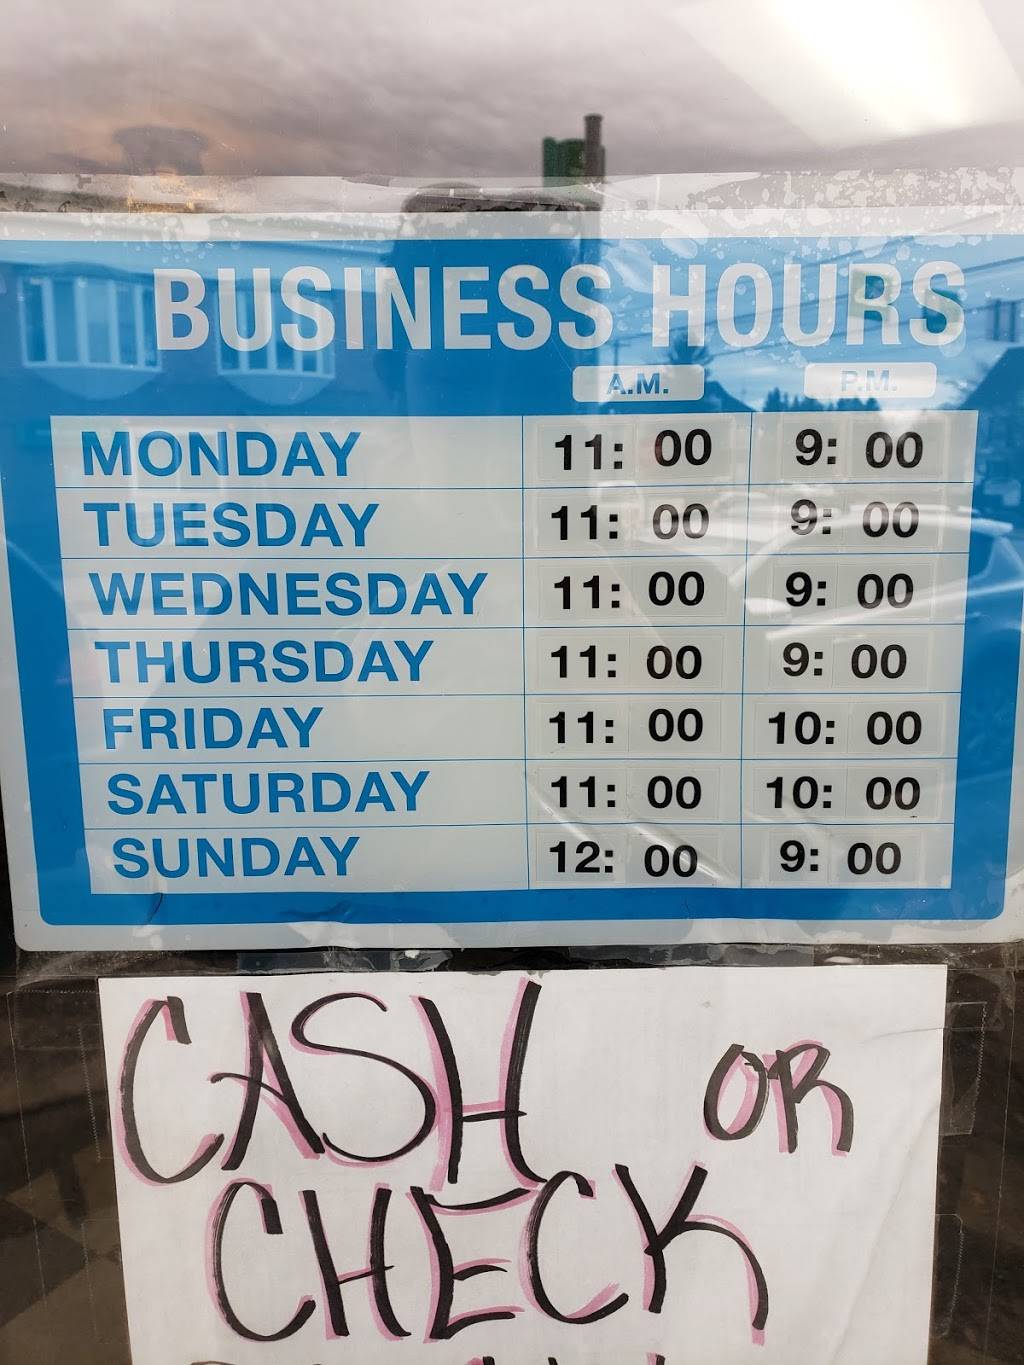 BUSINESS HOURS
A.M. P.M.
MONDAY 11: 00 9: 00
TUESDAY 11: 00 9: 00
WEDNESDAY 11: 00 9: 00
THURSDAY 11: 00 9: 00
FRIDAY 11: 00 10: 00
SATURDAY 11: 00 10: 00
SUNDAY 12: 00 9: 00
CASH OR
CHECK